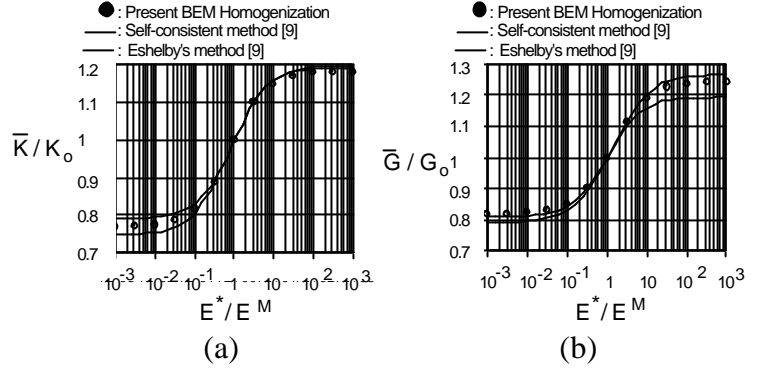 ● : Present BEM Homogenization
— : Self-consistent method [9]
— : Eshelby's method [9]
1.2
1.1
1
0.9
0.8
0.7
K̅ / Kₒ
10⁻³ 10⁻² 10⁻¹ 1 10 10² 10³
E* / E ᴹ
(a)
● : Present BEM Homogenization
— : Self-consistent method [9]
— : Eshelby's method [9]
1.3
1.2
1.1
1
0.9
0.8
0.7
G̅ / Gₒ
10⁻³ 10⁻² 10⁻¹ 1 10 10² 10³
E* / E ᴹ
(b)